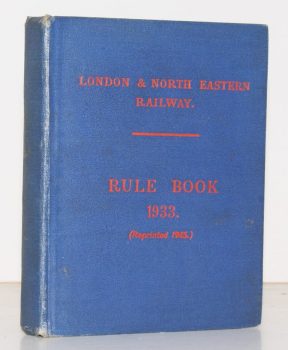 LONDON & NORTH EASTERN
RAILWAY.
RULE BOOK
1933.
(Reprinted 1945.)